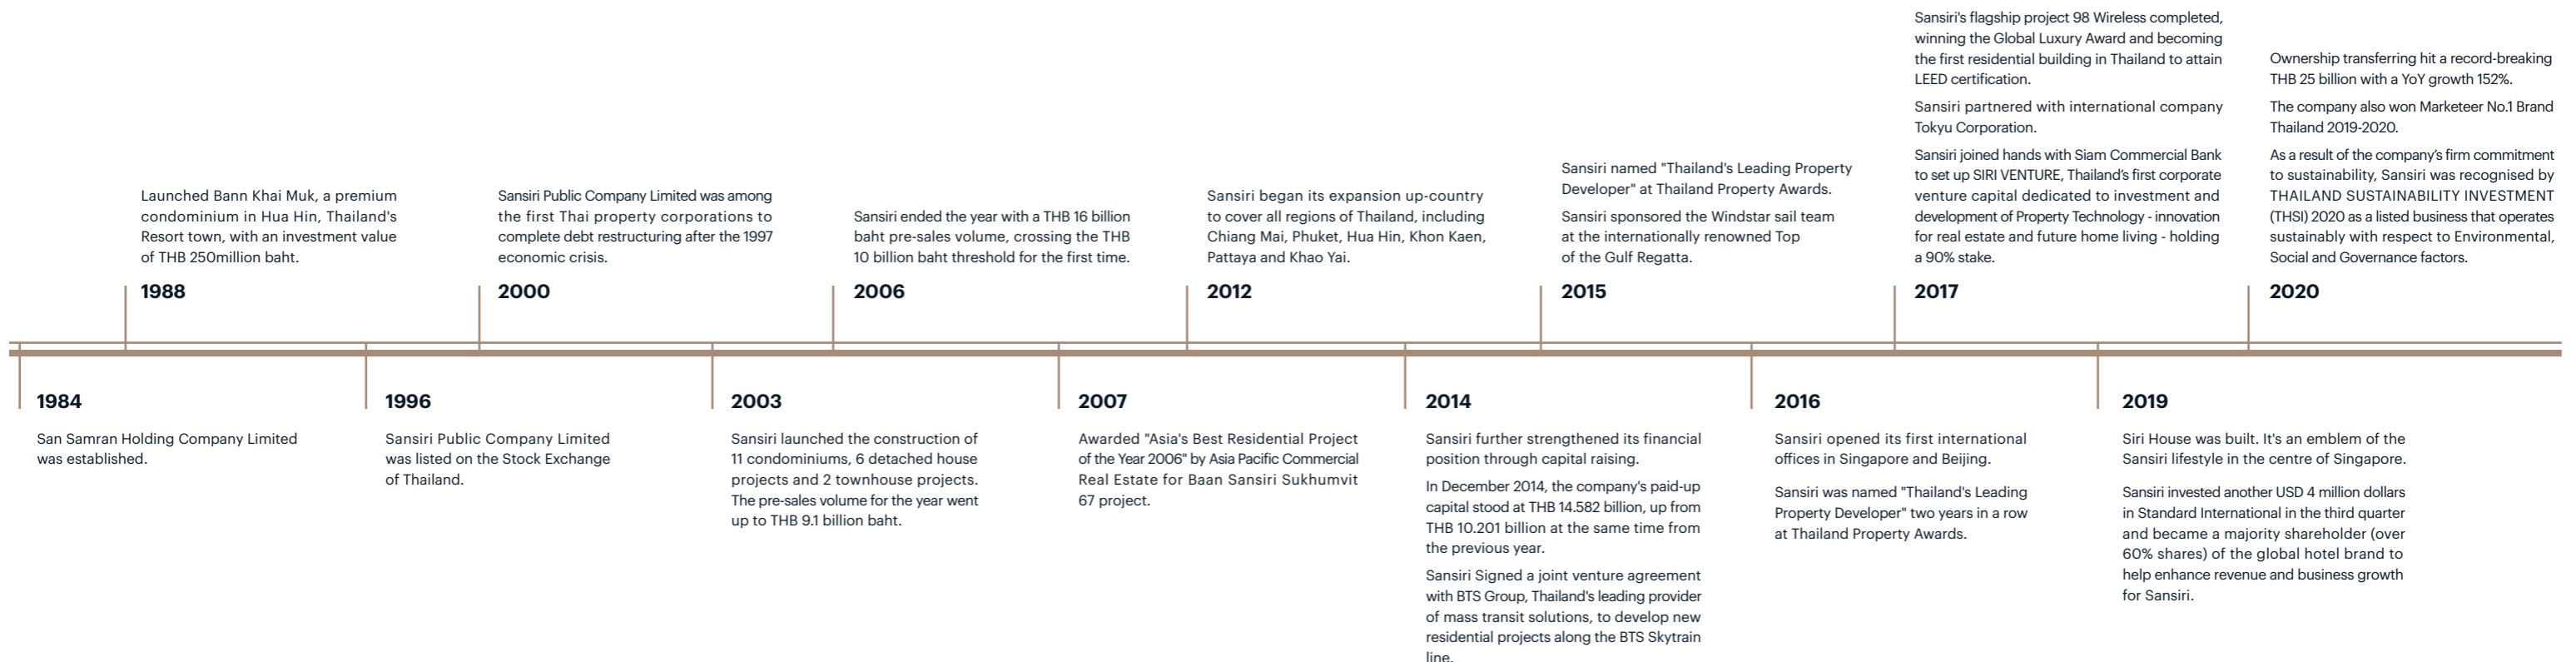 Launched Bann Khai Muk, a premium
condominium in Hua Hin, Thailand's
Resort town, with an investment value
of THB 250million baht.
1988
Sansiri Public Company Limited was among
the first Thai property corporations to
complete debt restructuring after the 1997
economic crisis.
2000
Sansiri ended the year with a THB 16 billion
baht pre-sales volume, crossing the THB
10 billion baht threshold for the first time.
2006
Sansiri began its expansion up-country
to cover all regions of Thailand, including
Chiang Mai, Phuket, Hua Hin, Khon Kaen,
Pattaya and Khao Yai.
2012
Sansiri named "Thailand's Leading Property
Developer" at Thailand Property Awards.
Sansiri sponsored the Windstar sail team
at the internationally renowned Top
of the Gulf Regatta.
2015
Sansiri's flagship project 98 Wireless completed,
winning the Global Luxury Award and becoming
the first residential building in Thailand to attain
LEED certification.
Sansiri partnered with international company
Tokyu Corporation.
Sansiri joined hands with Siam Commercial Bank
to set up SIRI VENTURE, Thailand's first corporate
venture capital dedicated to investment and
development of Property Technology - innovation
for real estate and future home living - holding
a 90% stake.
2017
Ownership transferring hit a record-breaking
THB 25 billion with a YoY growth 152%.
The company also won Marketeer No.1 Brand
Thailand 2019-2020.
As a result of the company's firm commitment
to sustainability, Sansiri was recognised by
THAILAND SUSTAINABILITY INVESTMENT
(THSI) 2020 as a listed business that operates
sustainably with respect to Environmental,
Social and Governance factors.
2020
1984
San Samran Holding Company Limited
was established.
1996
Sansiri Public Company Limited
was listed on the Stock Exchange
of Thailand.
2003
Sansiri launched the construction of
11 condominiums, 6 detached house
projects and 2 townhouse projects.
The pre-sales volume for the year went
up to THB 9.1 billion baht.
2007
Awarded "Asia's Best Residential Project
of the Year 2006" by Asia Pacific Commercial
Real Estate for Baan Sansiri Sukhumvit
67 project.
2014
Sansiri further strengthened its financial
position through capital raising.
In December 2014, the company's paid-up
capital stood at THB 14.582 billion, up from
THB 10.201 billion at the same time from
the previous year.
Sansiri Signed a joint venture agreement
with BTS Group, Thailand's leading provider
of mass transit solutions, to develop new
residential projects along the BTS Skytrain
line.
2016
Sansiri opened its first international
offices in Singapore and Beijing.
Sansiri was named "Thailand's Leading
Property Developer" two years in a row
at Thailand Property Awards.
2019
Siri House was built. It's an emblem of the
Sansiri lifestyle in the centre of Singapore.
Sansiri invested another USD 4 million dollars
in Standard International in the third quarter
and became a majority shareholder (over
60% shares) of the global hotel brand to
help enhance revenue and business growth
for Sansiri.